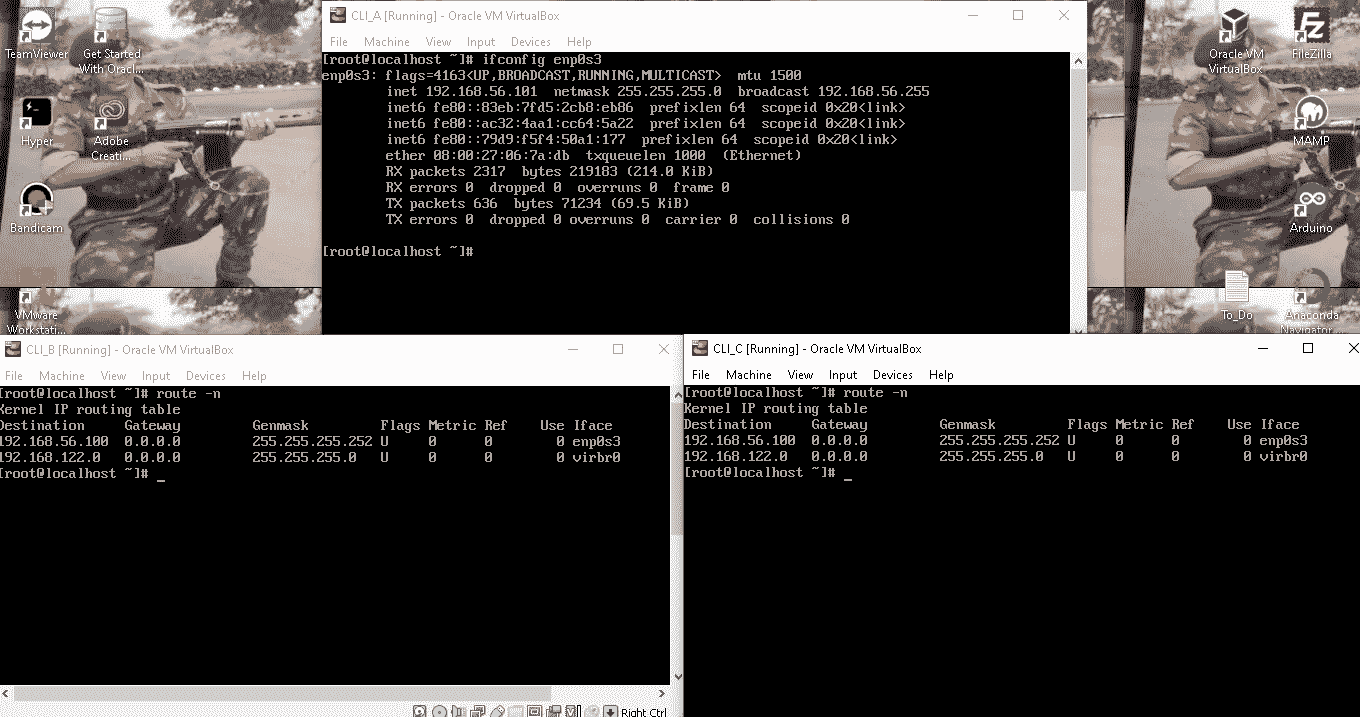 TeamViewer
Get Started
With Oracl...
Hyper
Adobe
Creati...
Bandicam
VMware
Workstati...
CLI_A [Running] - Oracle VM VirtualBox
File Machine View Input Devices Help
[root@localhost ~]# ifconfig enp0s3
enp0s3: flags=4163<UP,BROADCAST,RUNNING,MULTICAST>  mtu 1500
inet 192.168.56.101  netmask 255.255.255.0  broadcast 192.168.56.255
inet6 fe80::83eb:7fd5:2cb8:eb86  prefixlen 64  scopeid 0x20<link>
inet6 fe80::ac32:4aa1:cc64:5a22  prefixlen 64  scopeid 0x20<link>
inet6 fe80::79d9:f5f4:50a1:177  prefixlen 64  scopeid 0x20<link>
ether 08:00:27:06:7a:db  txqueuelen 1000  (Ethernet)
RX packets 2317  bytes 219183 (214.0 KiB)
RX errors 0  dropped 0  overruns 0  frame 0
TX packets 636  bytes 71234 (69.5 KiB)
TX errors 0  dropped 0 overruns 0  carrier 0  collisions 0
[root@localhost ~]#
Oracle VM
VirtualBox
FileZilla
MAMP
Arduino
To_Do
Anaconda
Navigator...
CLI_B [Running] - Oracle VM VirtualBox
File Machine View Input Devices Help
[root@localhost ~]# route -n
Kernel IP routing table
Destination Gateway Genmask Flags Metric Ref Use Iface
192.168.56.100 0.0.0.0 255.255.255.252 U 0 0 0 enp0s3
192.168.122.0 0.0.0.0 255.255.255.0 U 0 0 0 virbr0
[root@localhost ~]# _
Right Ctrl
CLI_C [Running] - Oracle VM VirtualBox
File Machine View Input Devices Help
[root@localhost ~]# route -n
Kernel IP routing table
Destination Gateway Genmask Flags Metric Ref Use Iface
192.168.56.100 0.0.0.0 255.255.255.252 U 0 0 0 enp0s3
192.168.122.0 0.0.0.0 255.255.255.0 U 0 0 0 virbr0
[root@localhost ~]# _